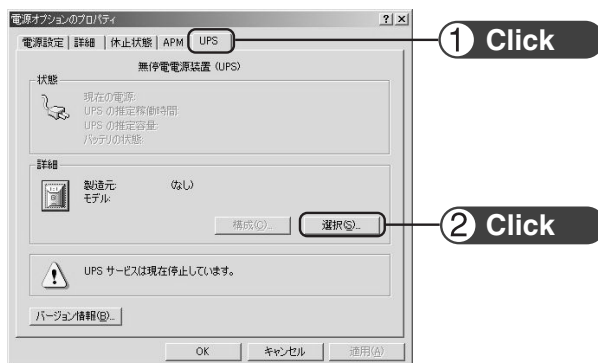 電源オプションのプロパティ
電源設定 詳細 休止状態 APM UPS
① Click
無停電電源装置 (UPS)
状態
現在の電源:
UPS の推定稼働時間:
UPS の推定容量:
バッテリの状態:
詳細
製造元: (なし)
モデル:
構成(C)... 選択(S)...
② Click
UPS サービスは現在停止しています。
バージョン情報(B)...
OK キャンセル 適用(A)